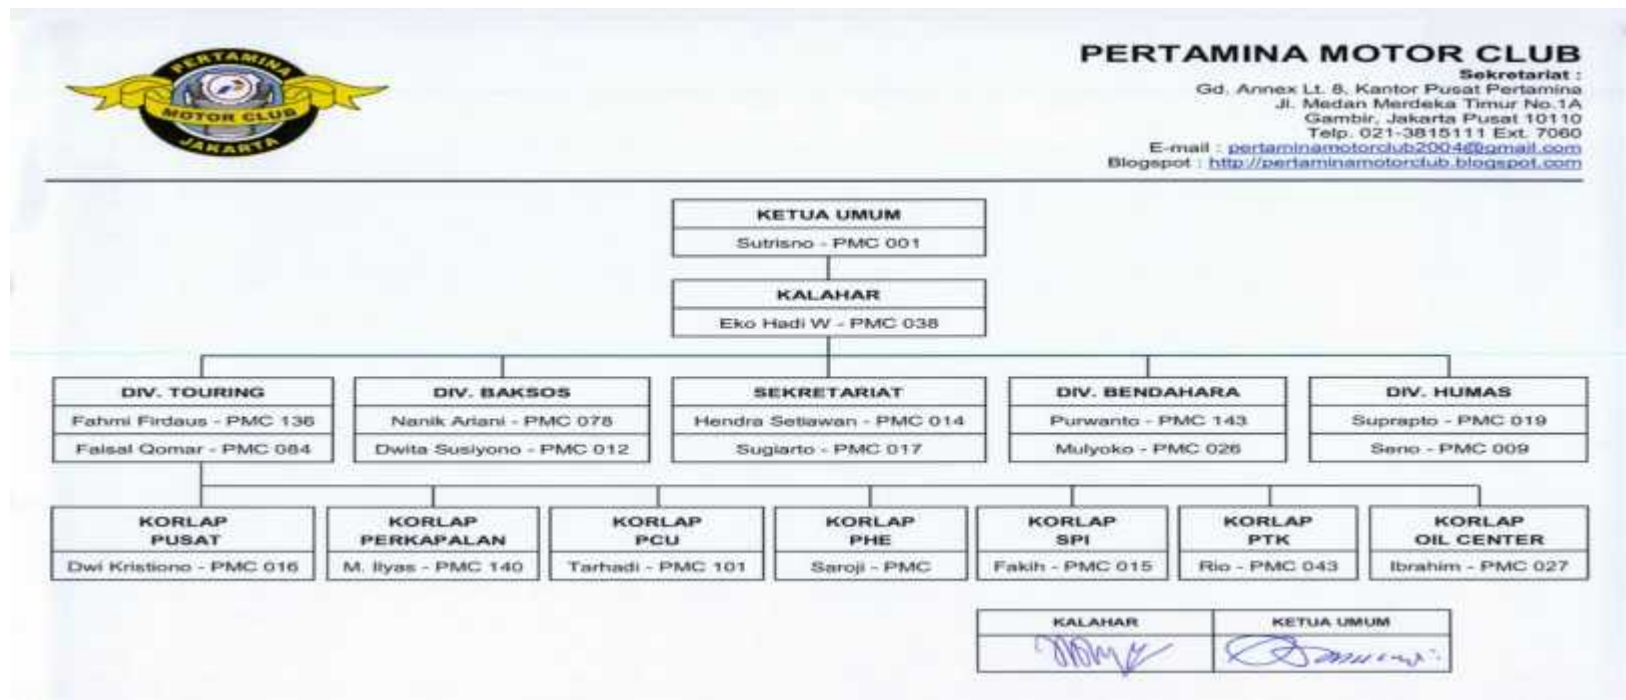 PERTAMINA
MOTOR CLUB
JAKARTA
PERTAMINA MOTOR CLUB
Sekretariat :
Gd. Annex Lt. 8, Kantor Pusat Pertamina
Jl. Medan Merdeka Timur No.1A
Gambir, Jakarta Pusat 10110
Telp. 021-3815111 Ext. 7060
E-mail : pertaminamotorclub2004@gmail.com
Blogspot : http://pertaminamotorclub.blogspot.com
KETUA UMUM
Sutrisno - PMC 001
KALAHAR
Eko Hadi W - PMC 038
DIV. TOURING
Fahmi Firdaus - PMC 136
Faisal Qomar - PMC 084
DIV. BAKSOS
Nanik Ariani - PMC 078
Dwita Susiyono - PMC 012
SEKRETARIAT
Hendra Setiawan - PMC 014
Sugiarto - PMC 017
DIV. BENDAHARA
Purwanto - PMC 143
Mulyoko - PMC 026
DIV. HUMAS
Suprapto - PMC 019
Seno - PMC 009
KORLAP
PUSAT
Dwi Kristiono - PMC 016
KORLAP
PERKAPALAN
M. Ilyas - PMC 140
KORLAP
PCU
Tarhadi - PMC 101
KORLAP
PHE
Saroji - PMC
KORLAP
SPI
Fakih - PMC 015
KORLAP
PTK
Rio - PMC 043
KORLAP
OIL CENTER
Ibrahim - PMC 027
KALAHAR
KETUA UMUM